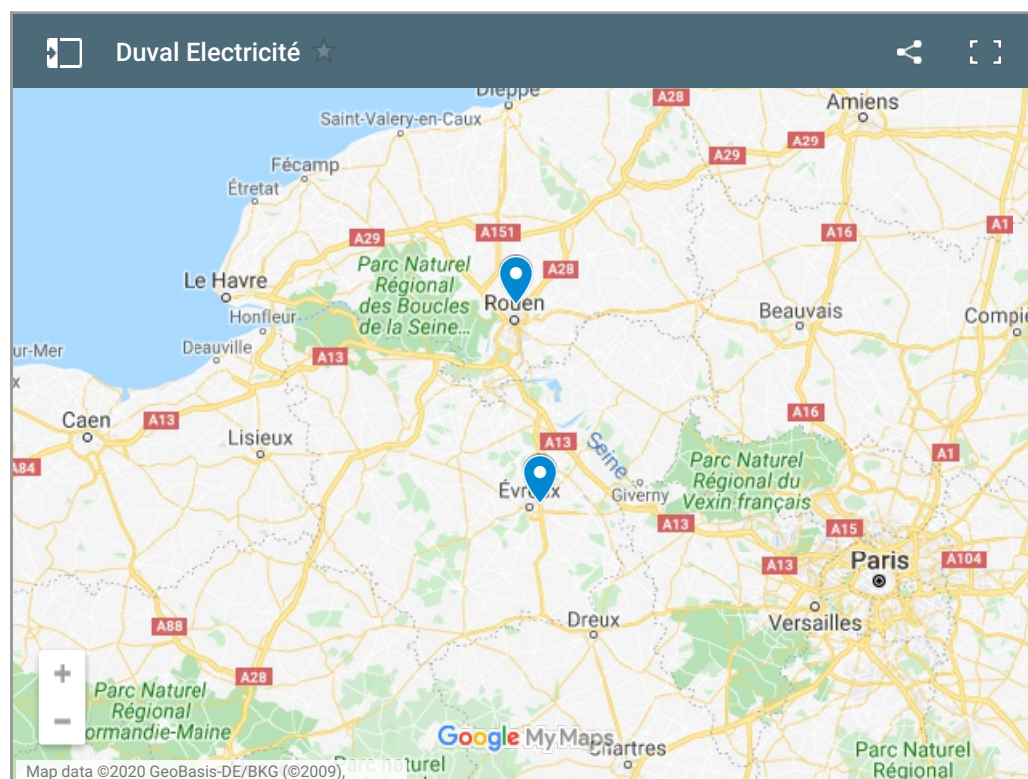 Duval Electricité
Dieppe
A28
Amiens
Saint-Valery-en-Caux
A29
A29
Fécamp
Étretat
A151
A16
A1
A29
Parc Naturel
Régional
des Boucles
de la Seine...
A28
Le Havre
Rouen
Honfleur
Beauvais
Compiè
ur-Mer
Deauville
A13
x
Caen
A13
A16
Lisieux
A13
Seine
A1
A84
Parc Naturel
Régional du
Vexin français
Évreux
Giverny
A13
A15
Paris
A13
A104
Dreux
Versailles
A88
+
A28
Parc Naturel
Régional
ormandie-Maine
−
Google My Maps
Chartres
Parc Naturel
Régional
Parc naturel
Map data ©2020 GeoBasis-DE/BKG (©2009),